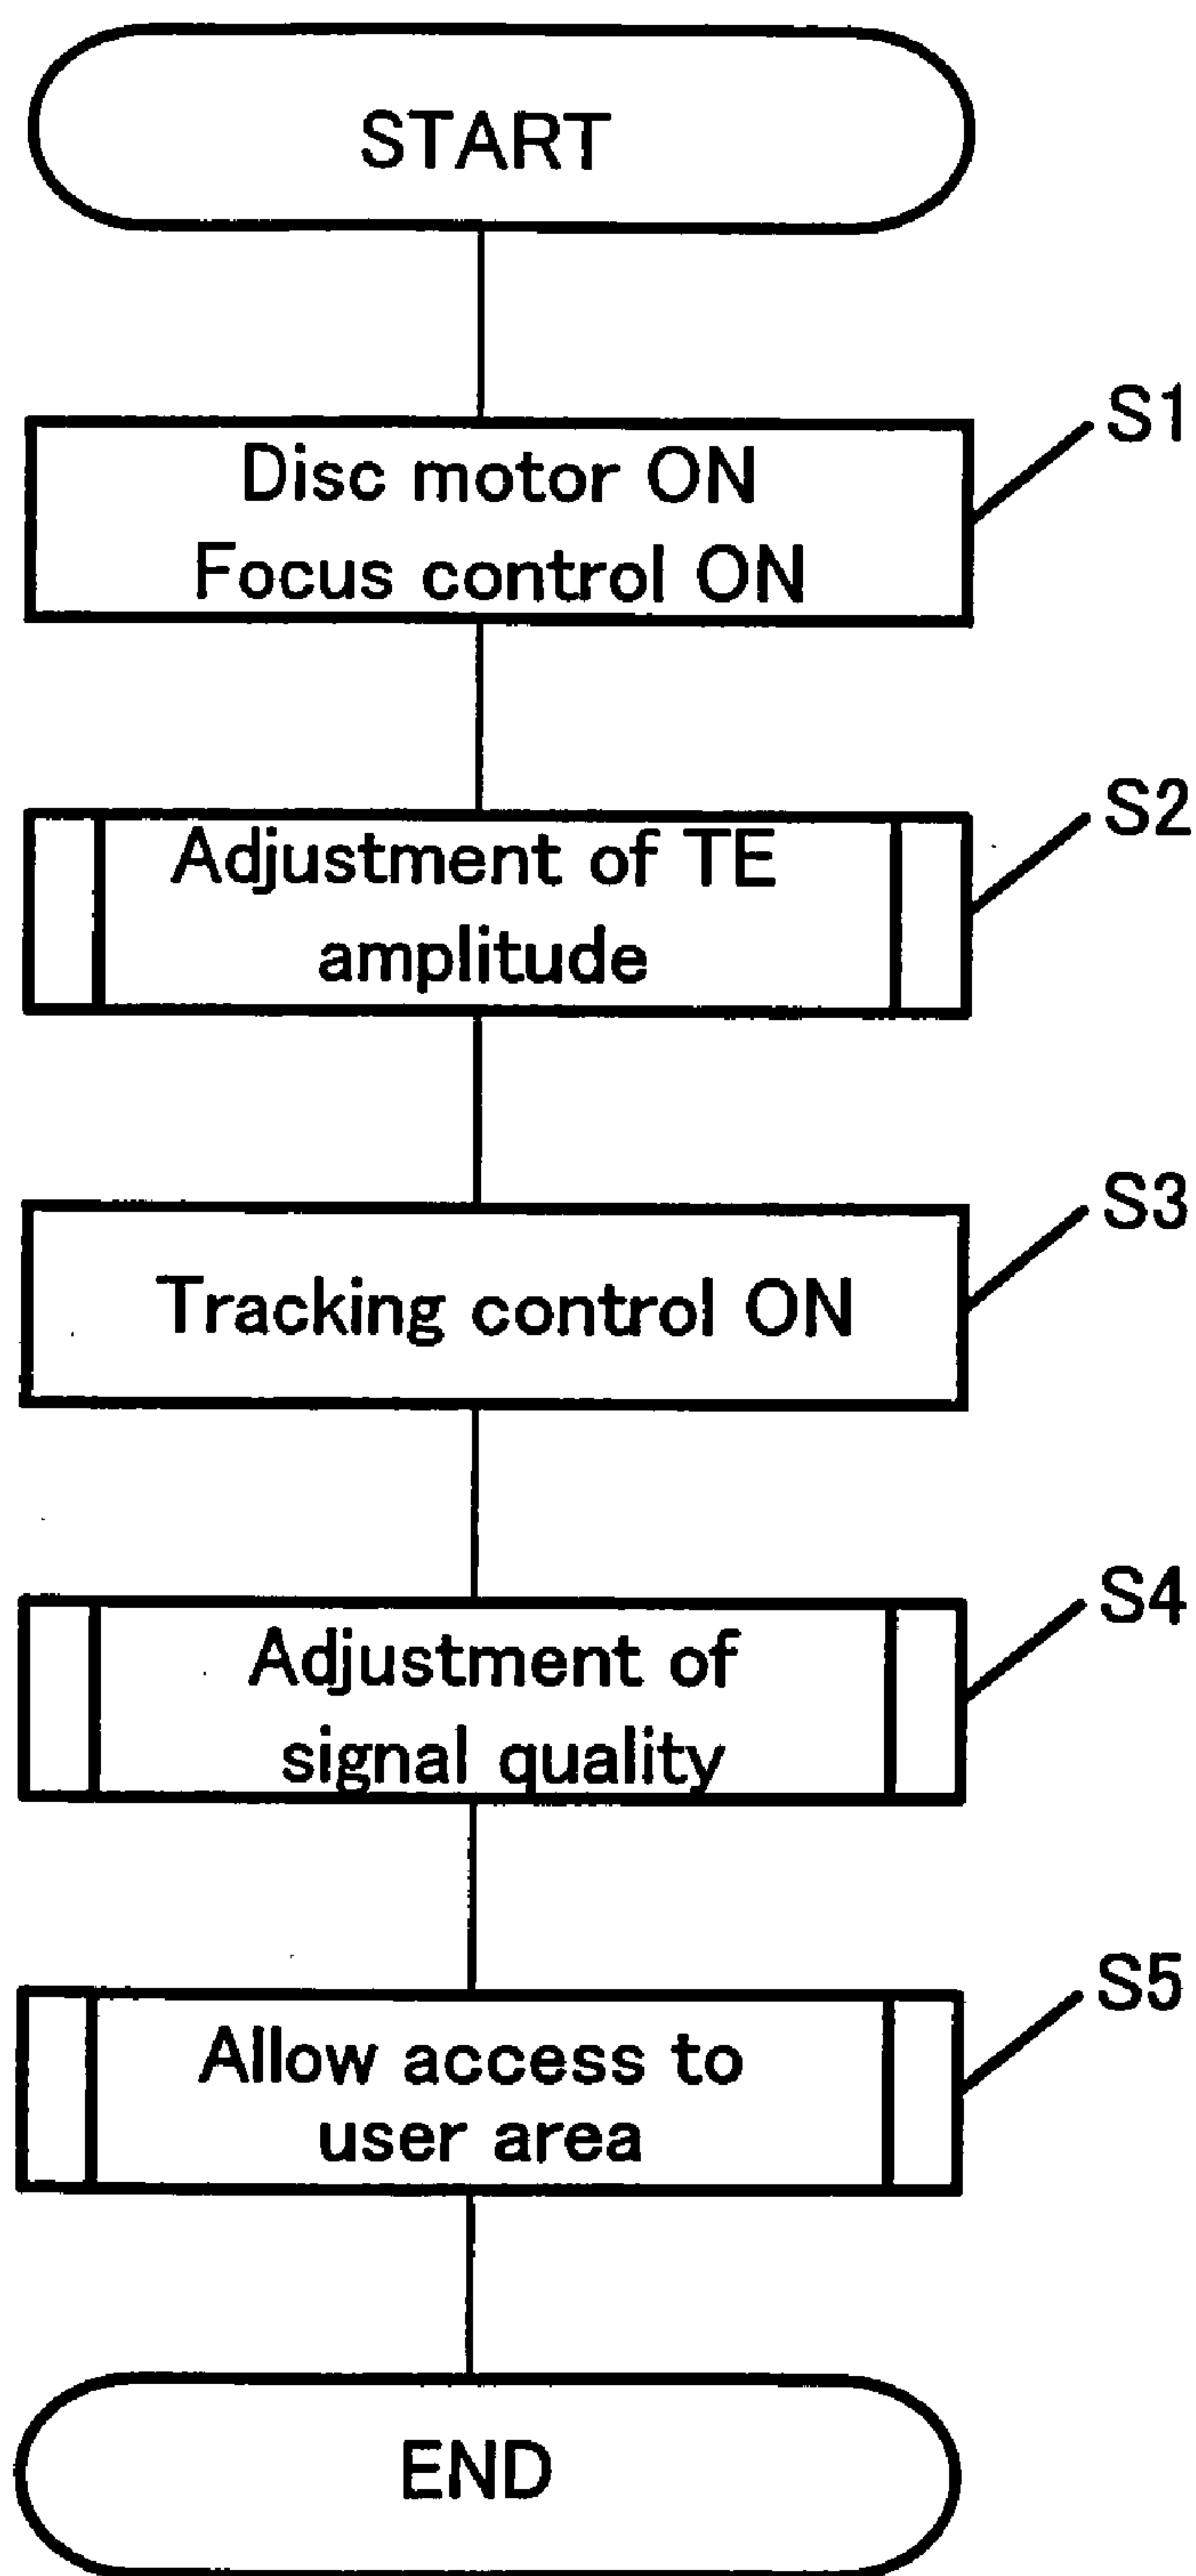 START
Disc motor ON
Focus control ON
S1
Adjustment of TE
amplitude
S2
Tracking control ON
S3
Adjustment of
signal quality
S4
Allow access to
user area
S5
END